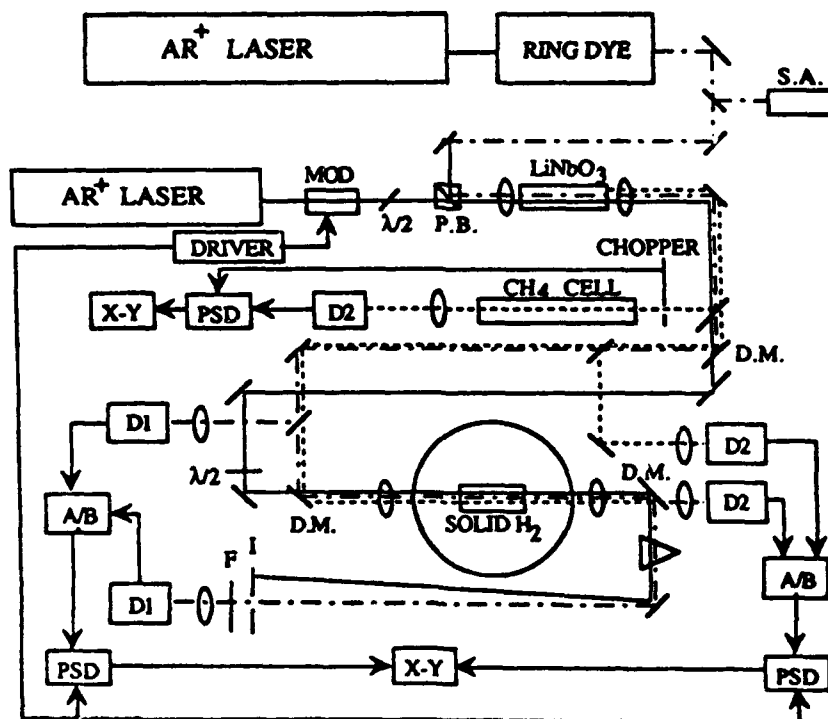 AR+ LASER
RING DYE
S.A.
AR+ LASER
MOD
λ/2
P.B.
LiNbO3
DRIVER
CHOPPER
X-Y
PSD
D2
CH4 CELL
D.M.
D1
λ/2
D2
D.M.
D.M.
SOLID H2
D2
A/B
F
I
D1
A/B
PSD
X-Y
PSD